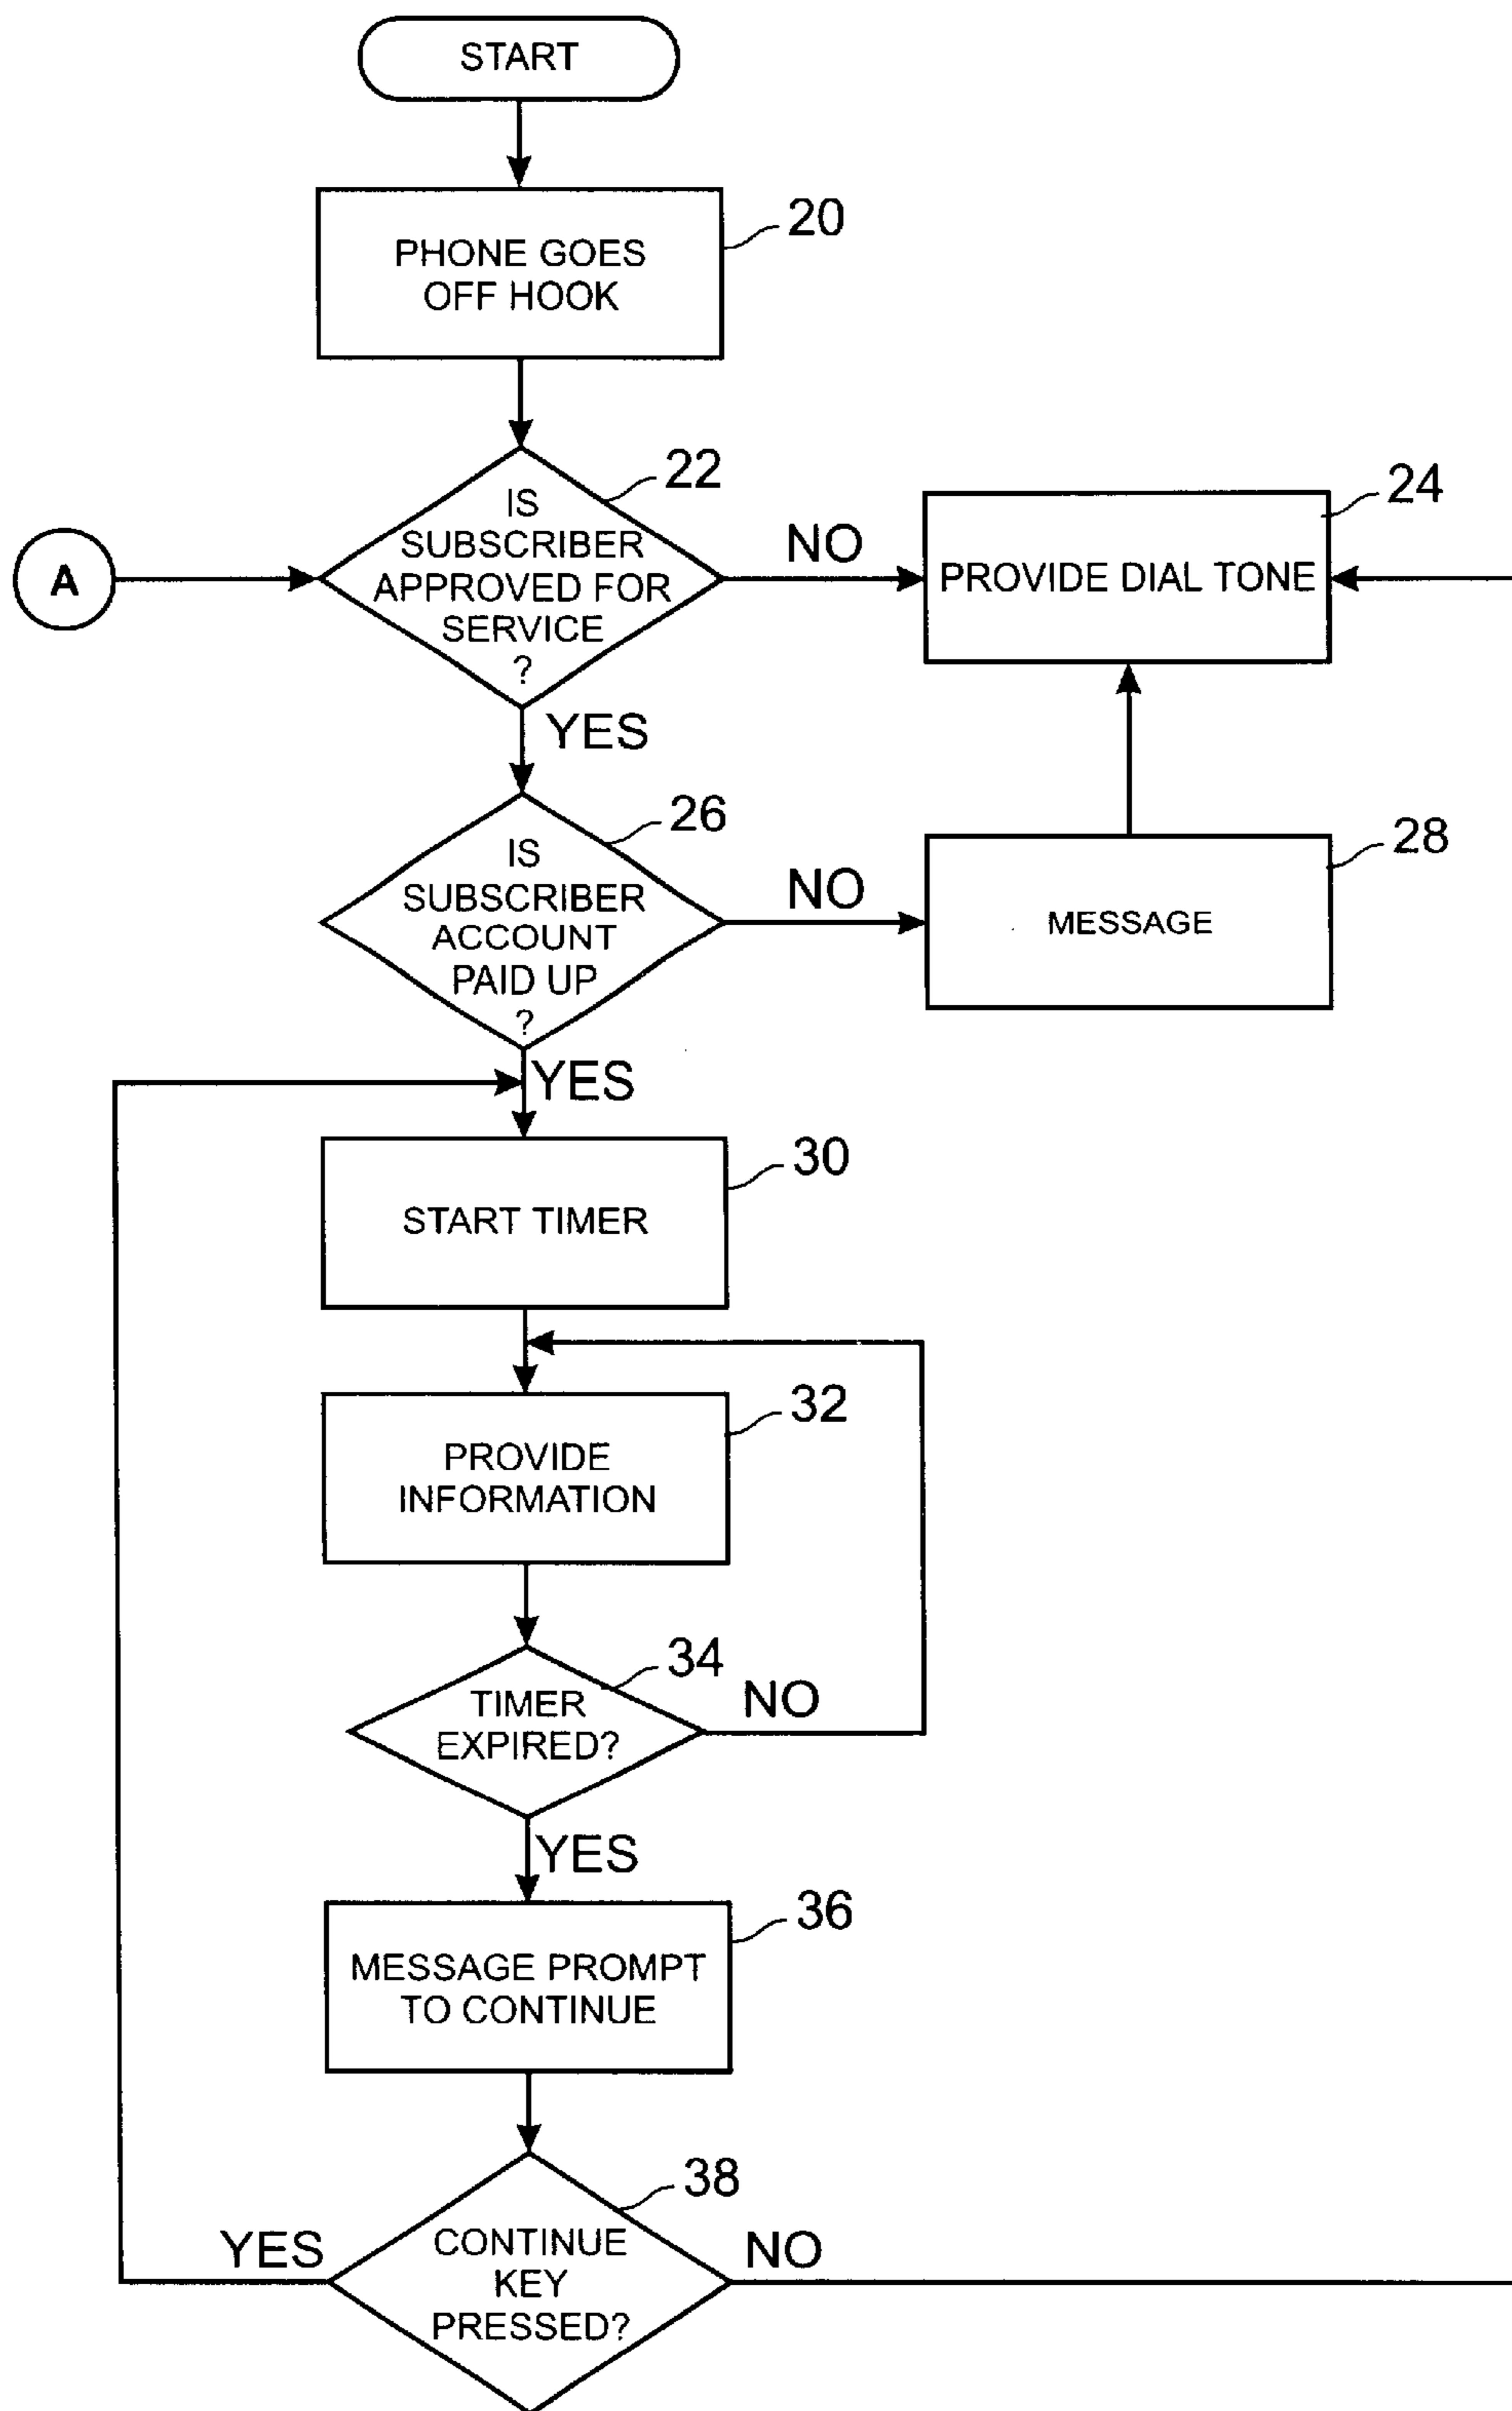 START
20
PHONE GOES
OFF HOOK
22
IS
SUBSCRIBER
APPROVED FOR
SERVICE
?
A
NO
24
PROVIDE DIAL TONE
YES
26
IS
SUBSCRIBER
ACCOUNT
PAID UP
?
NO
28
MESSAGE
YES
30
START TIMER
32
PROVIDE
INFORMATION
34
TIMER
EXPIRED?
NO
YES
36
MESSAGE PROMPT
TO CONTINUE
38
CONTINUE
KEY
PRESSED?
YES
NO